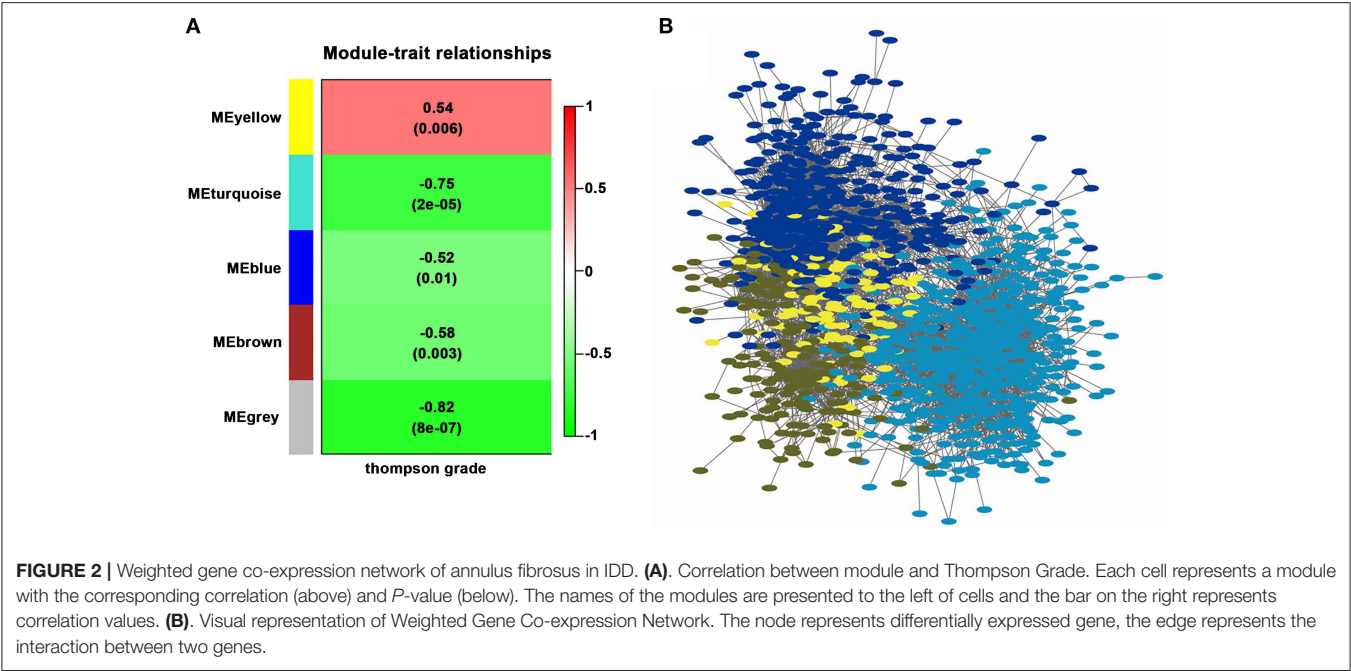 A
Module-trait relationships
MEyellow
0.54
(0.006)
MEturquoise
-0.75
(2e-05)
MEblue
-0.52
(0.01)
MEbrown
-0.58
(0.003)
MEgrey
-0.82
(8e-07)
thompson grade
1
0.5
0
-0.5
-1
B
FIGURE 2 | Weighted gene co-expression network of annulus fibrosus in IDD. (A). Correlation between module and Thompson Grade. Each cell represents a module
with the corresponding correlation (above) and P-value (below). The names of the modules are presented to the left of cells and the bar on the right represents
correlation values. (B). Visual representation of Weighted Gene Co-expression Network. The node represents differentially expressed gene, the edge represents the
interaction between two genes.